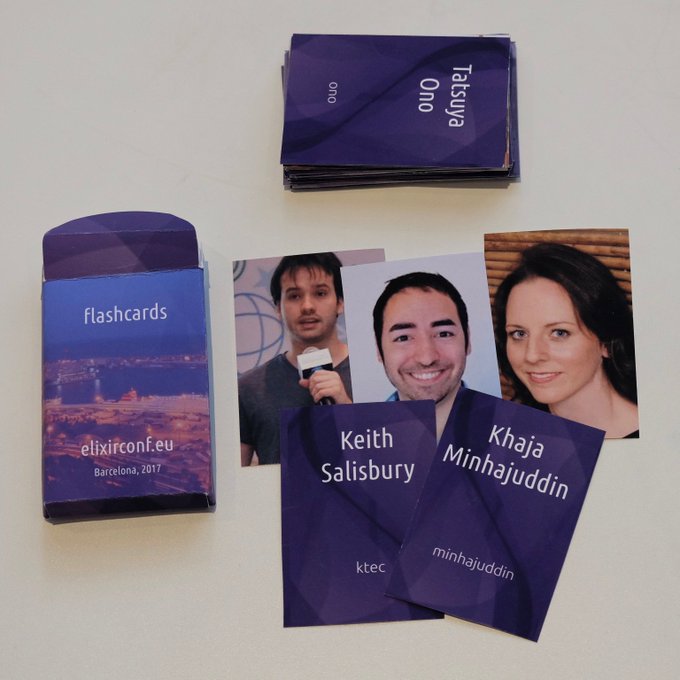 Tatsuya
Ono
ono
flashcards
elixirconf.eu
Barcelona, 2017
Keith
Salisbury
ktec
Khaja
Minhajuddin
minhajuddin